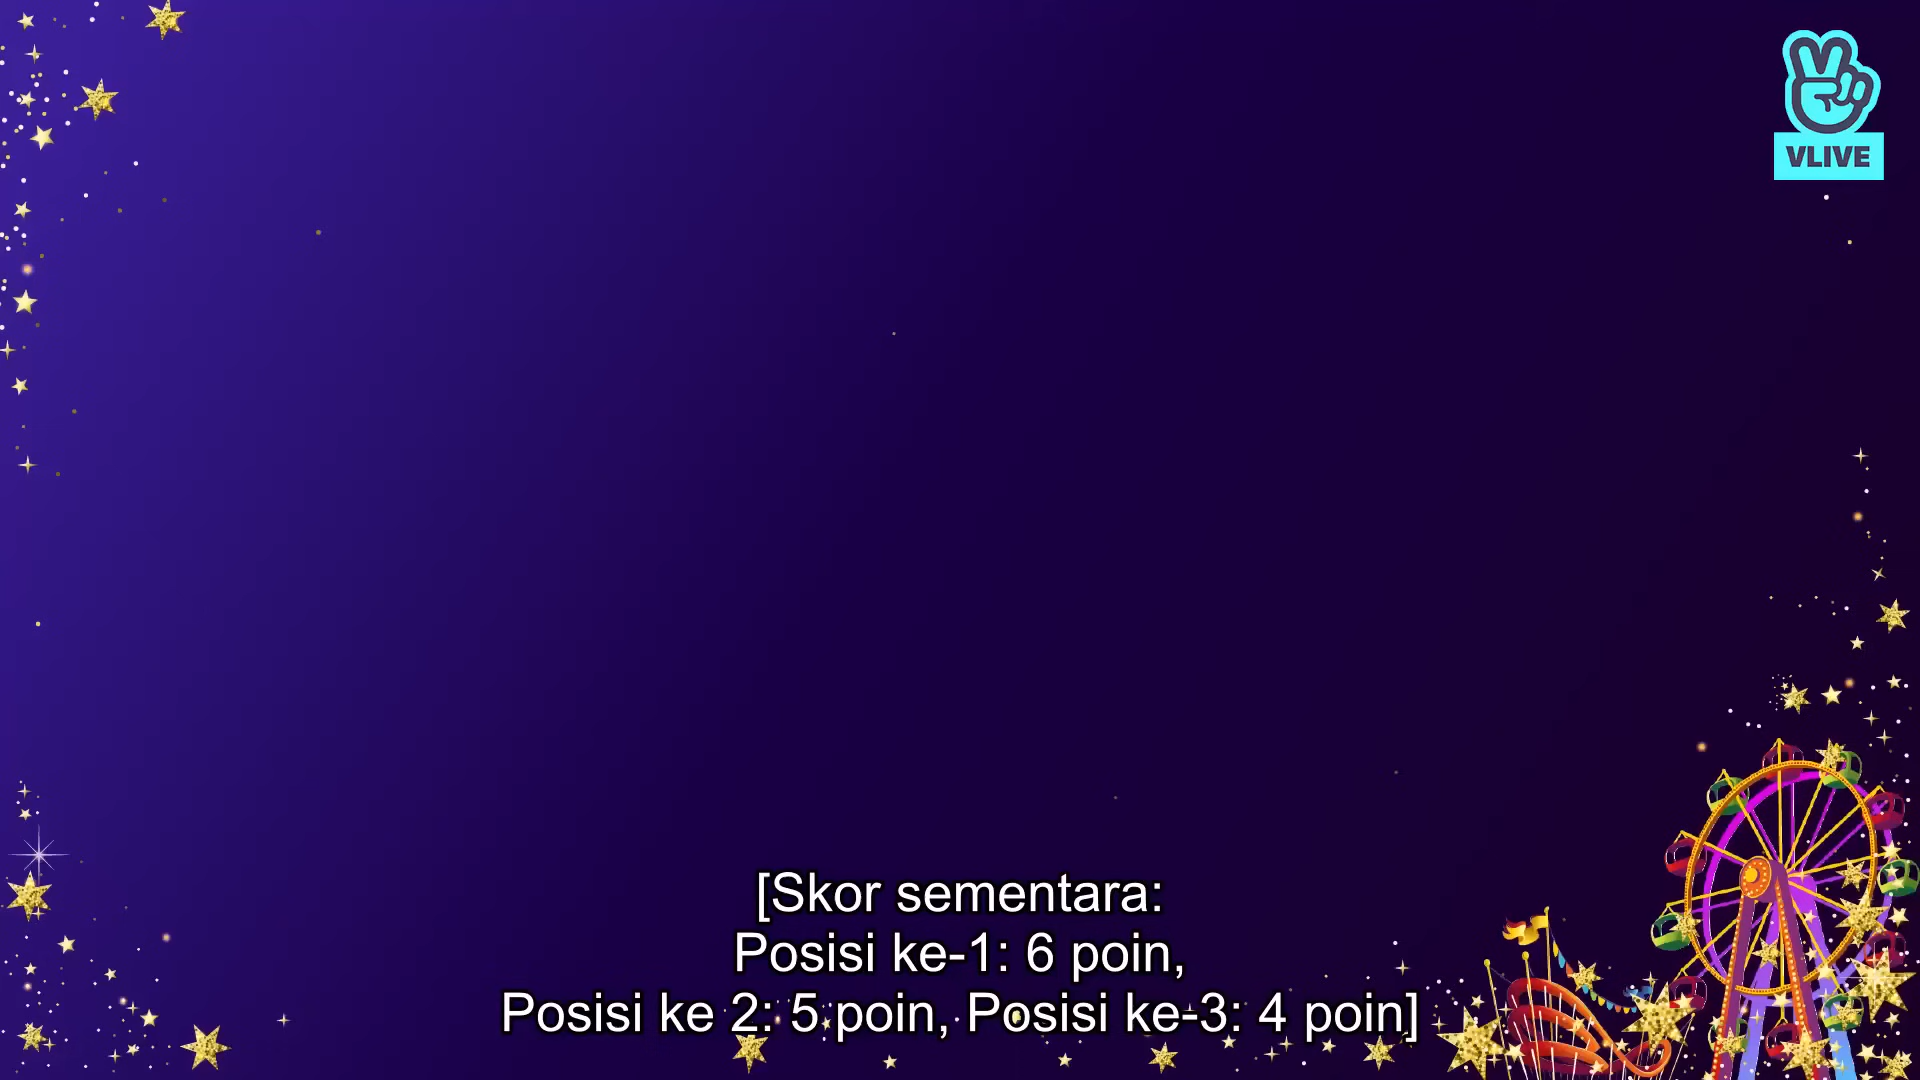 VLIVE
[Skor sementara:
Posisi ke-1: 6 poin,
Posisi ke 2: 5 poin, Posisi ke-3: 4 poin]